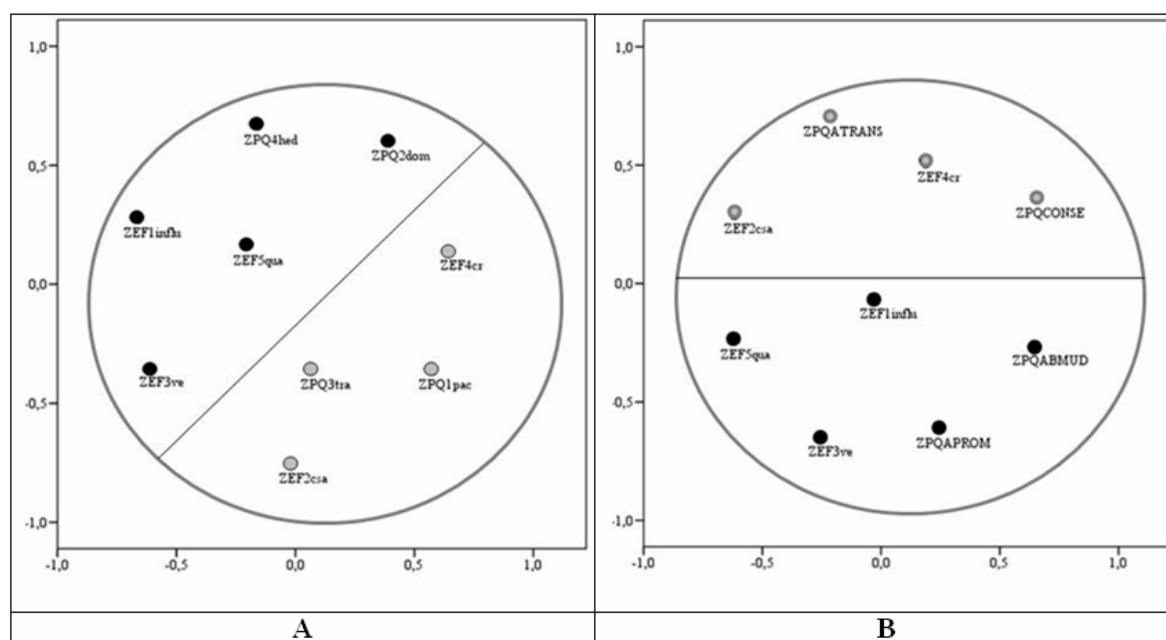 1,0
0,5
0,0
-0,5
-1,0
-1,0 -0,5 0,0 0,5 1,0
ZPQ4hed
ZPQ2dom
ZEF1influ
ZEF5qua
ZEF4cr
ZEF3ve
ZPQ3tra
ZPQ1pac
ZEF2csa
A
1,0
0,5
0,0
-0,5
-1,0
-1,0 -0,5 0,0 0,5 1,0
ZPQATRANS
ZEF4cr
ZEF2csa
ZPQCONSE
ZEF1influ
ZEF5qua
ZPQABMUD
ZEF3ve
ZPQAPROM
B